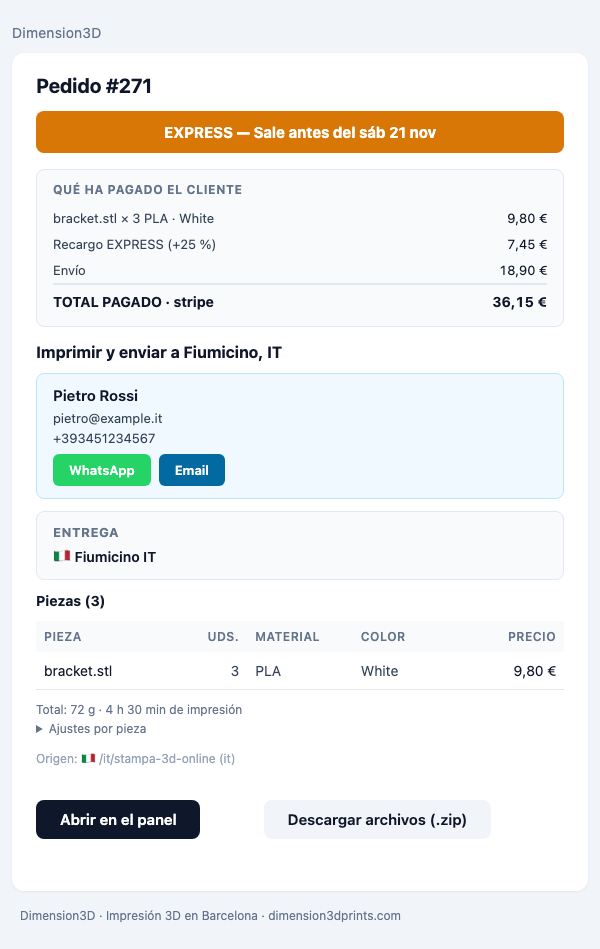 Dimension3D
Pedido #271
EXPRESS — Sale antes del sáb 21 nov
QUÉ HA PAGADO EL CLIENTE
bracket.stl × 3 PLA · White 9,80 €
Recargo EXPRESS (+25 %) 7,45 €
Envío 18,90 €
TOTAL PAGADO · stripe 36,15 €
Imprimir y enviar a Fiumicino, IT
Pietro Rossi
pietro@example.it
+393451234567
WhatsApp Email
ENTREGA
🇮🇹 Fiumicino IT
Piezas (3)
PIEZA UDS. MATERIAL COLOR PRECIO
bracket.stl 3 PLA White 9,80 €
Total: 72 g · 4 h 30 min de impresión
▶ Ajustes por pieza
Origen: 🇮🇹 /it/stampa-3d-online (it)
Abrir en el panel Descargar archivos (.zip)
Dimension3D · Impresión 3D en Barcelona · dimension3dprints.com